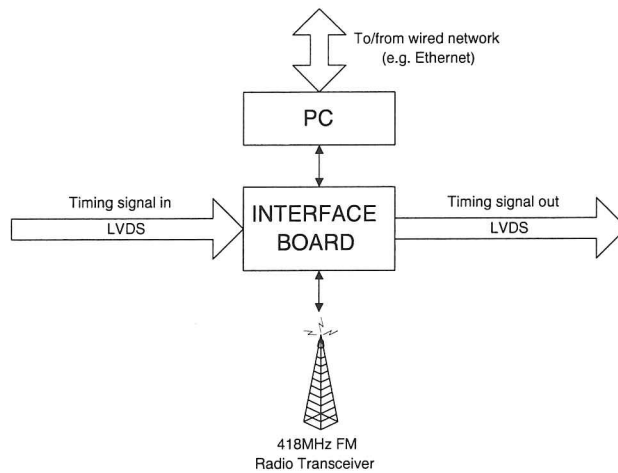 To/from wired network
(e.g. Ethernet)
PC
Timing signal in
LVDS
INTERFACE
BOARD
Timing signal out
LVDS
418MHz FM
Radio Transceiver